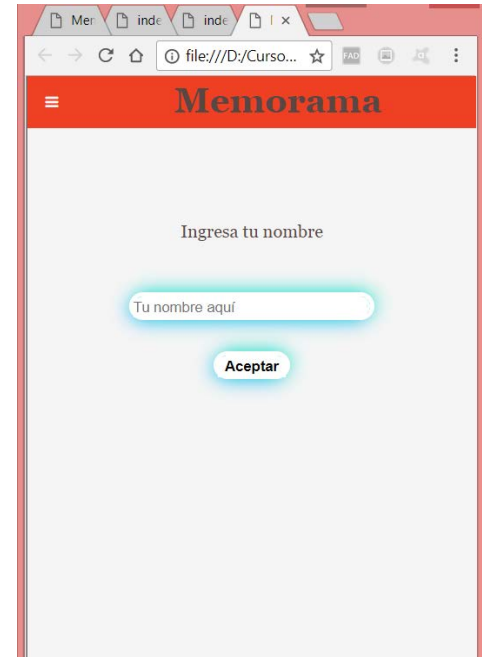 Mer inde inde
file:///D:/Curso... FAD
Memorama
Ingresa tu nombre
Tu nombre aquí
Aceptar